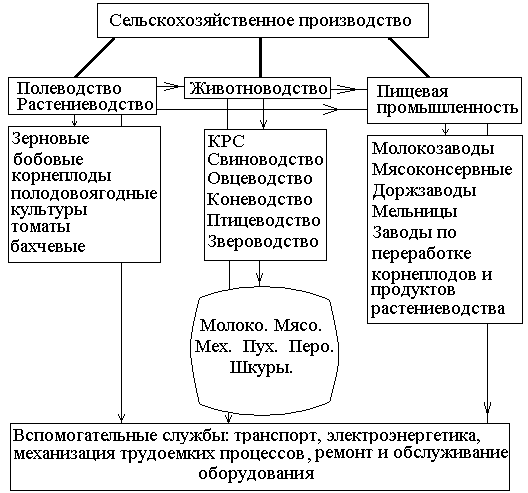 Сельскохозяйственное производство
Полеводство
Растениеводство
Животноводство
Пищевая
промышленность
Зерновые
бобовые
корнеплоды
полодовоягодные
культуры
томаты
бахчевые
КРС
Свиноводство
Овцеводство
Коневодство
Птицеводство
Звероводство
Молокозаводы
Мясоконсервные
Доржзаводы
Мельницы
Заводы по
переработке
корнеплодов и
продуктов
растениеводства
Молоко. Мясо.
Мех. Пух. Перо.
Шкуры.
Вспомогательные службы: транспорт, электроэнергетика,
механизация трудоемких процессов, ремонт и обслуживание
оборудования